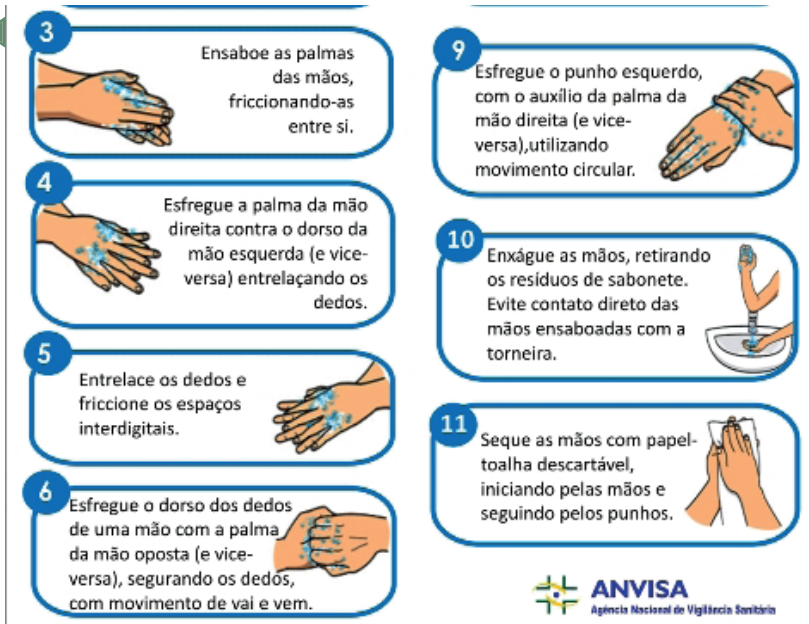 3
Ensaboe as palmas
das mãos,
friccionando-as
entre si.
4
Esfregue a palma da mão
direita contra o dorso da
mão esquerda (e vice-
versa) entrelaçando os
dedos.
5
Entrelace os dedos e
friccione os espaços
interdigitais.
6
Esfregue o dorso dos dedos
de uma mão com a palma
da mão oposta (e vice-
versa), segurando os dedos,
com movimento de vai e vem.
9
Esfregue o punho esquerdo,
com o auxílio da palma da
mão direita (e vice-
versa),utilizando
movimento circular.
10
Enxágue as mãos, retirando
os resíduos de sabonete.
Evite contato direto das
mãos ensaboadas com a
torneira.
11
Seque as mãos com papel-
toalha descartável,
iniciando pelas mãos e
seguindo pelos punhos.
ANVISA
Agência Nacional de Vigilância Sanitária